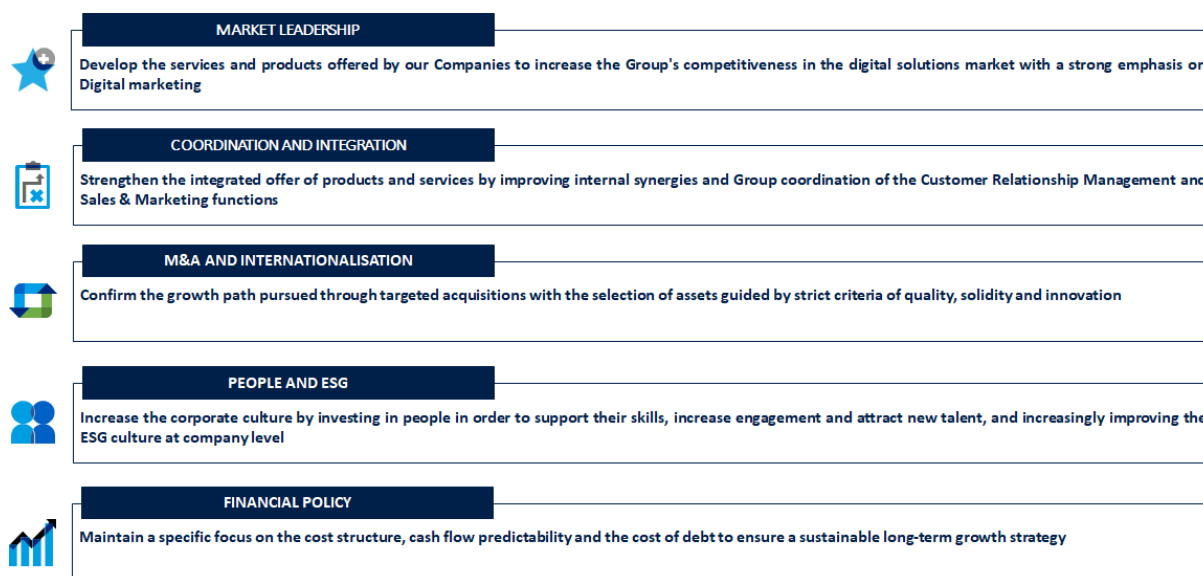 MARKET LEADERSHIP
Develop the services and products offered by our Companies to increase the Group's competitiveness in the digital solutions market with a strong emphasis on
Digital marketing
COORDINATION AND INTEGRATION
Strengthen the integrated offer of products and services by improving internal synergies and Group coordination of the Customer Relationship Management and
Sales & Marketing functions
M&A AND INTERNATIONALISATION
Confirm the growth path pursued through targeted acquisitions with the selection of assets guided by strict criteria of quality, solidity and innovation
PEOPLE AND ESG
Increase the corporate culture by investing in people in order to support their skills, increase engagement and attract new talent, and increasingly improving the
ESG culture at company level
FINANCIAL POLICY
Maintain a specific focus on the cost structure, cash flow predictability and the cost of debt to ensure a sustainable long-term growth strategy